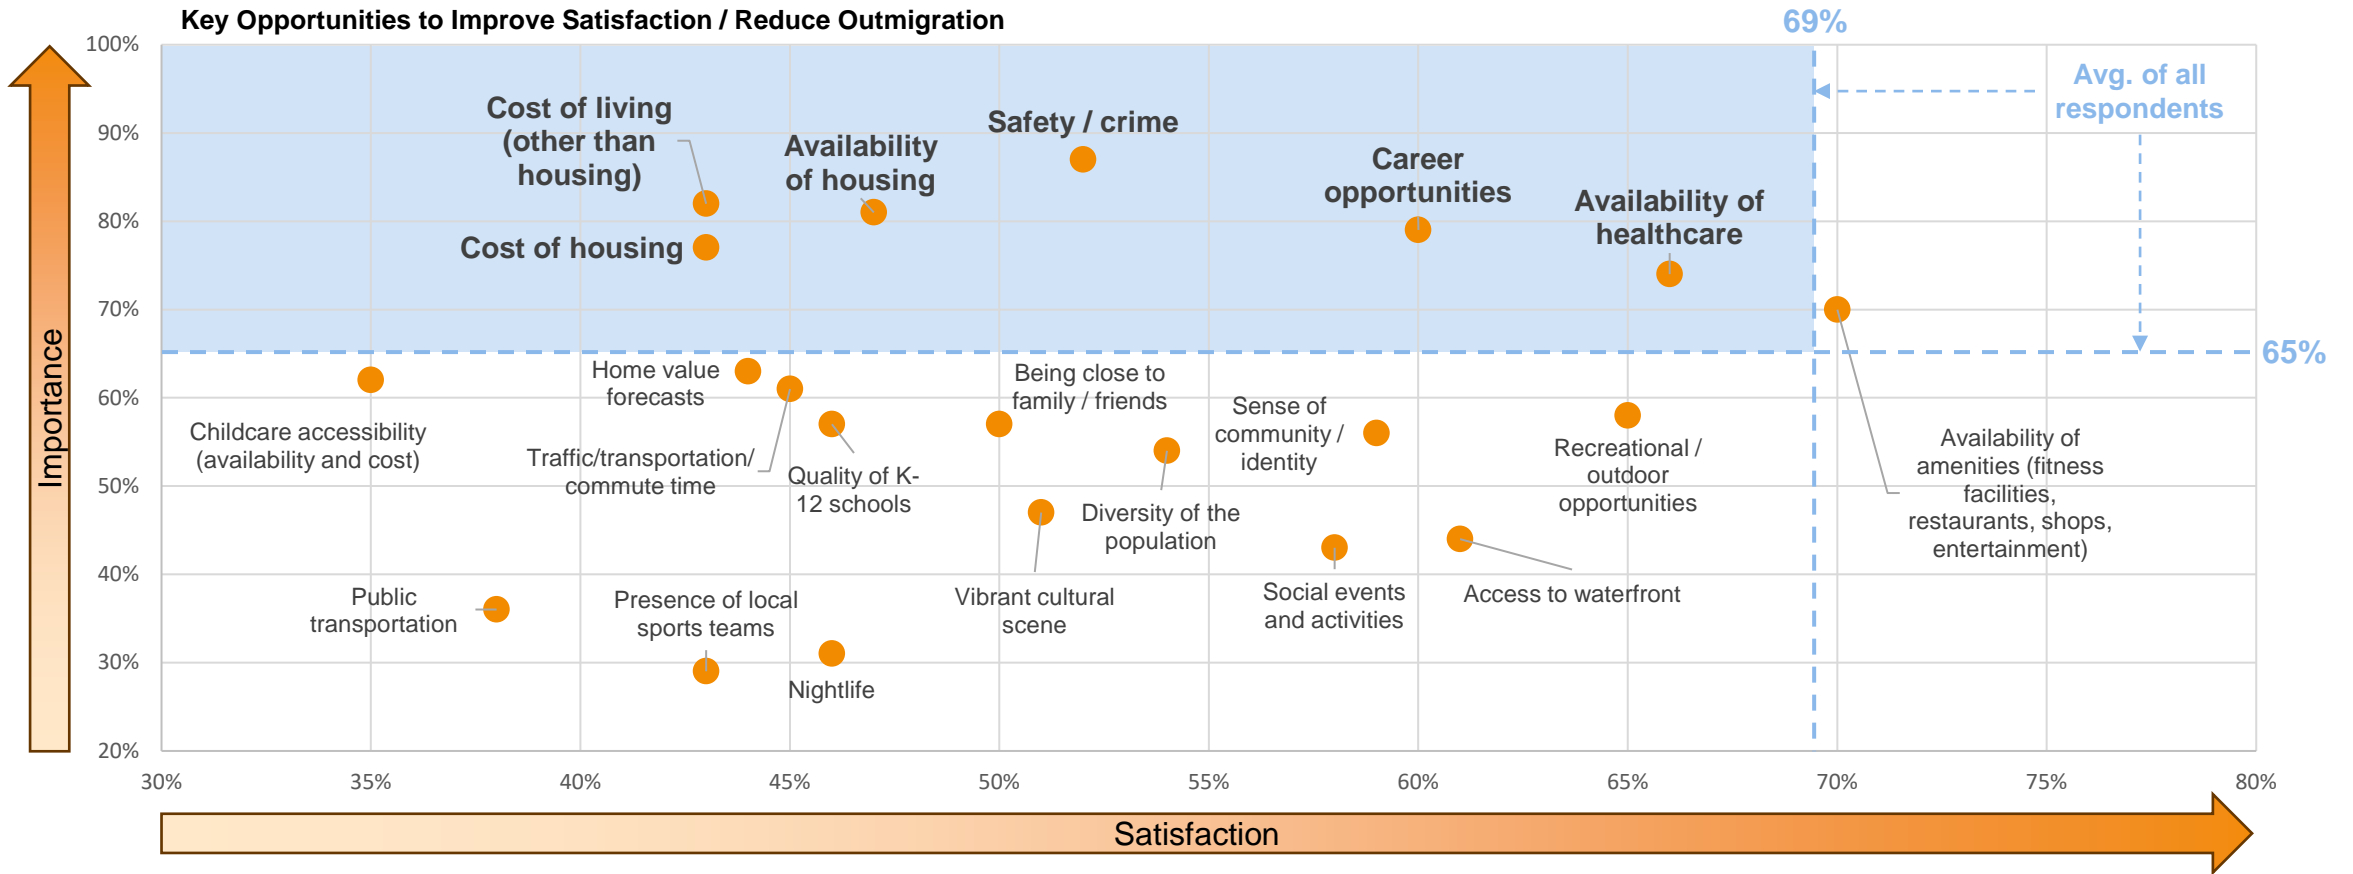 Key Opportunities to Improve Satisfaction / Reduce Outmigration
69%
100%
90%
80%
70%
60%
50%
40%
30%
20%
Importance
Avg. of all
respondents
65%
Cost of living
(other than
housing)
Availability
of housing
Safety / crime
Career
opportunities
Availability of
healthcare
Cost of housing
Home value
forecasts
Being close to
family / friends
Sense of
community /
identity
Childcare accessibility
(availability and cost)
Traffic/transportation/
commute time
Quality of K-
12 schools
Recreational /
outdoor
opportunities
Availability of
amenities (fitness
facilities,
restaurants, shops,
entertainment)
Diversity of the
population
Public
transportation
Presence of local
sports teams
Vibrant cultural
scene
Social events
and activities
Access to waterfront
Nightlife
30%
35%
40%
45%
50%
55%
60%
65%
70%
75%
80%
Satisfaction